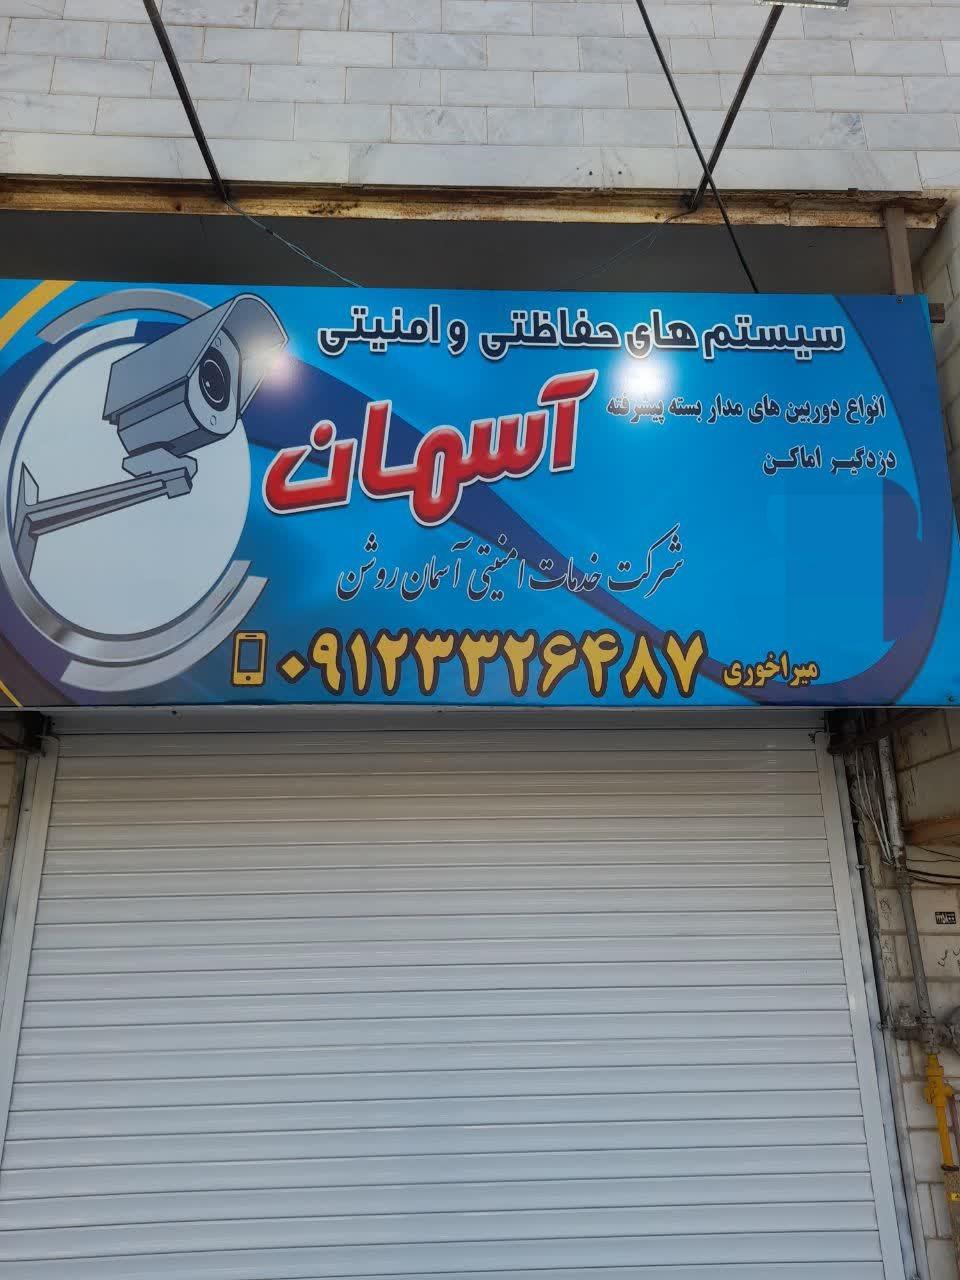 سیستم های حفاظتی و امنیتی
انواع دوربین های مدار بسته پیشرفته
دزدگیر اماکن
آسمان
شرکت خدمات امنیتی آسمان روشن
میراخوری ۰۹۱۲۳۳۲۶۴۸۷